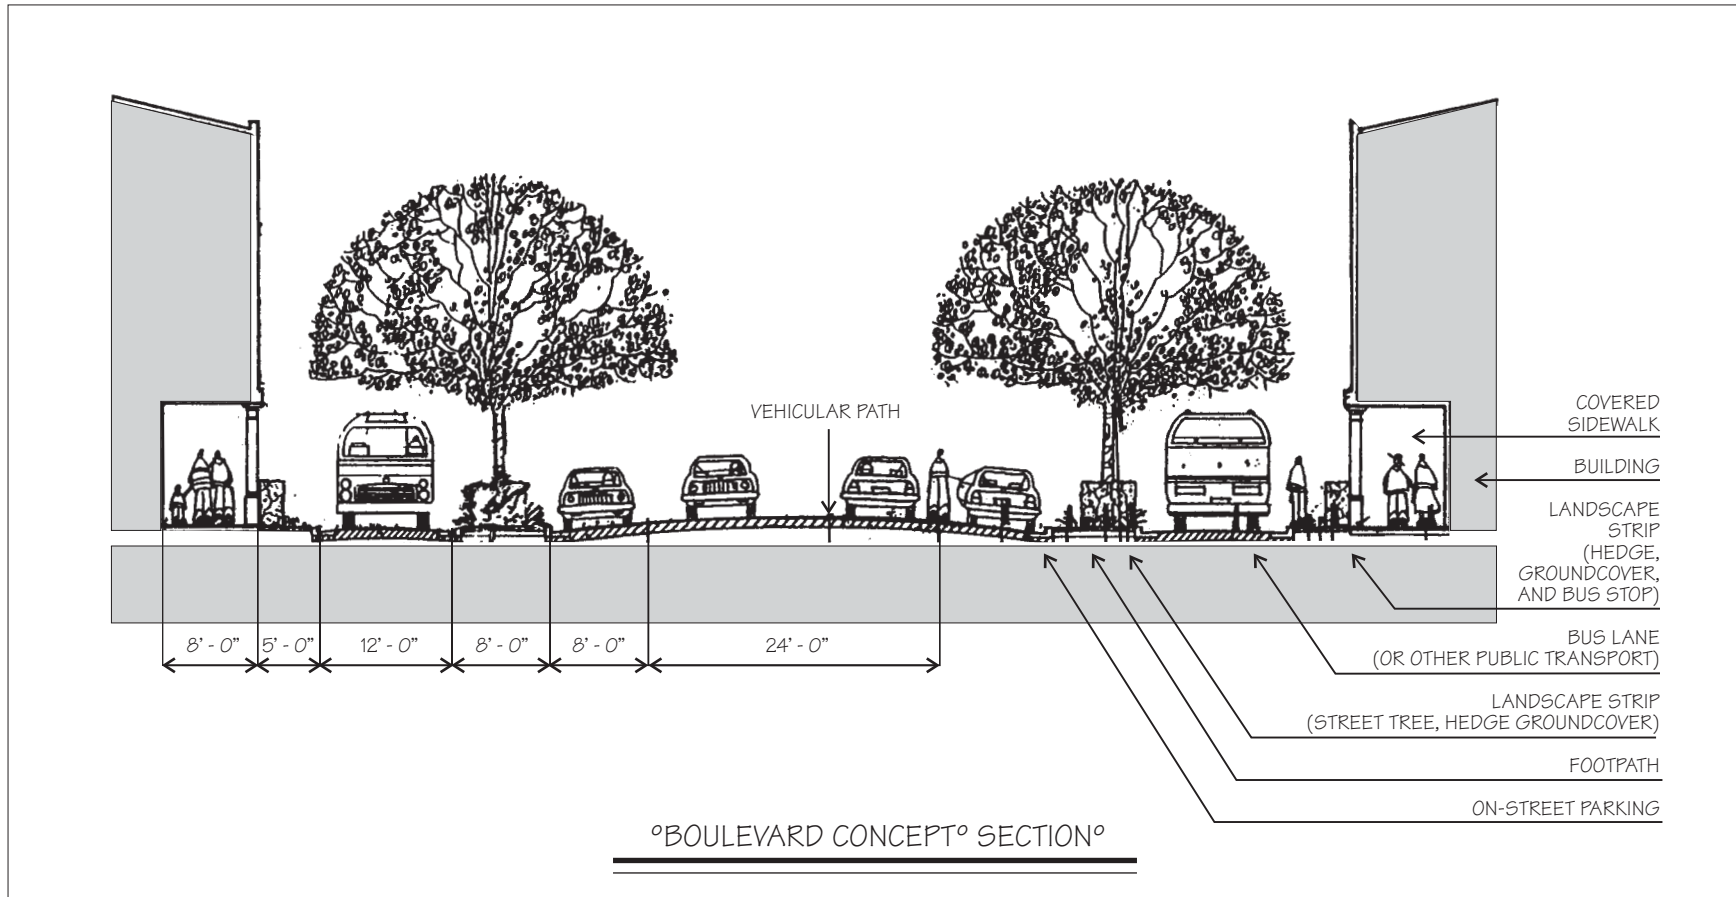 VEHICULAR PATH
COVERED
SIDEWALK
BUILDING
LANDSCAPE
STRIP
(HEDGE,
GROUNDCOVER,
AND BUS STOP)
8' - 0” 5' - 0” 12' - 0” 8' - 0” 8' - 0” 24' - 0”
BUS LANE
(OR OTHER PUBLIC TRANSPORT)
LANDSCAPE STRIP
(STREET TREE, HEDGE GROUNDCOVER)
FOOTPATH
ON-STREET PARKING
°BOULEVARD CONCEPT° SECTION°